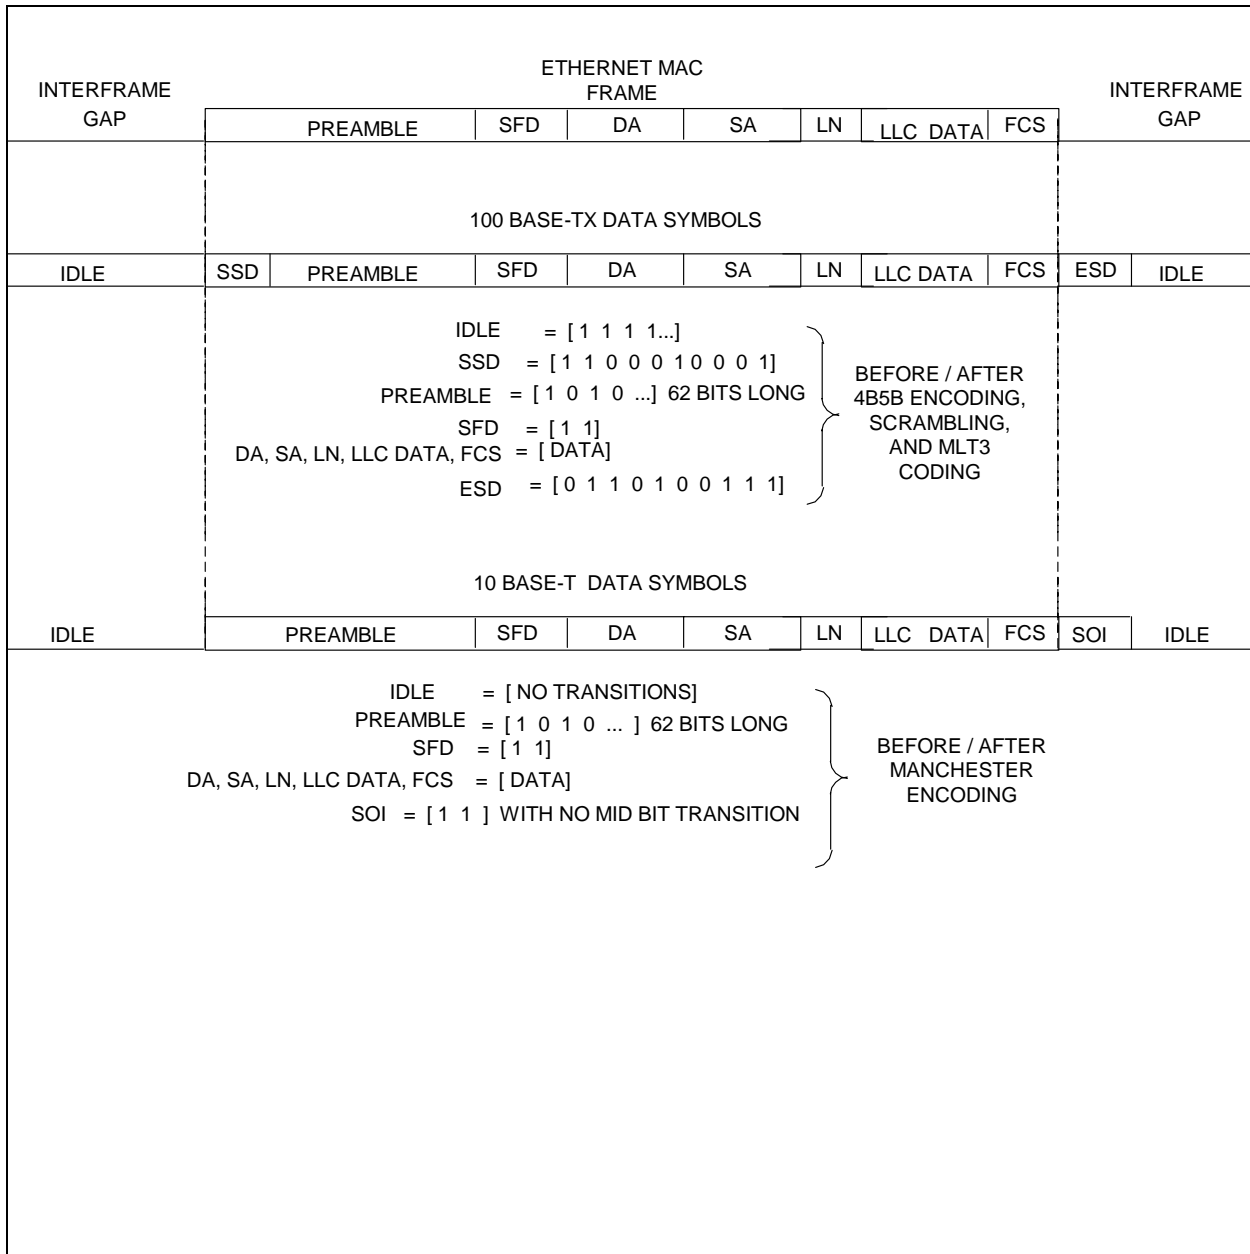 ETHERNET MAC
FRAME
INTERFRAME
GAP
INTERFRAME
GAP
PREAMBLE SFD DA SA LN LLC DATA FCS
100 BASE-TX DATA SYMBOLS
IDLE SSD PREAMBLE SFD DA SA LN LLC DATA FCS ESD IDLE
IDLE = [ 1 1 1 1...]
SSD = [ 1 1 0 0 0 1 0 0 0 1]
PREAMBLE = [ 1 0 1 0 ...] 62 BITS LONG
SFD = [ 1 1]
DA, SA, LN, LLC DATA, FCS = [ DATA]
ESD = [ 0 1 1 0 1 0 0 1 1 1]
BEFORE / AFTER
4B5B ENCODING,
SCRAMBLING,
AND MLT3
CODING
10 BASE-T DATA SYMBOLS
IDLE PREAMBLE SFD DA SA LN LLC DATA FCS SOI IDLE
IDLE = [ NO TRANSITIONS]
PREAMBLE = [ 1 0 1 0 ... ] 62 BITS LONG
SFD = [ 1 1]
DA, SA, LN, LLC DATA, FCS = [ DATA]
SOI = [ 1 1 ] WITH NO MID BIT TRANSITION
BEFORE / AFTER
MANCHESTER
ENCODING